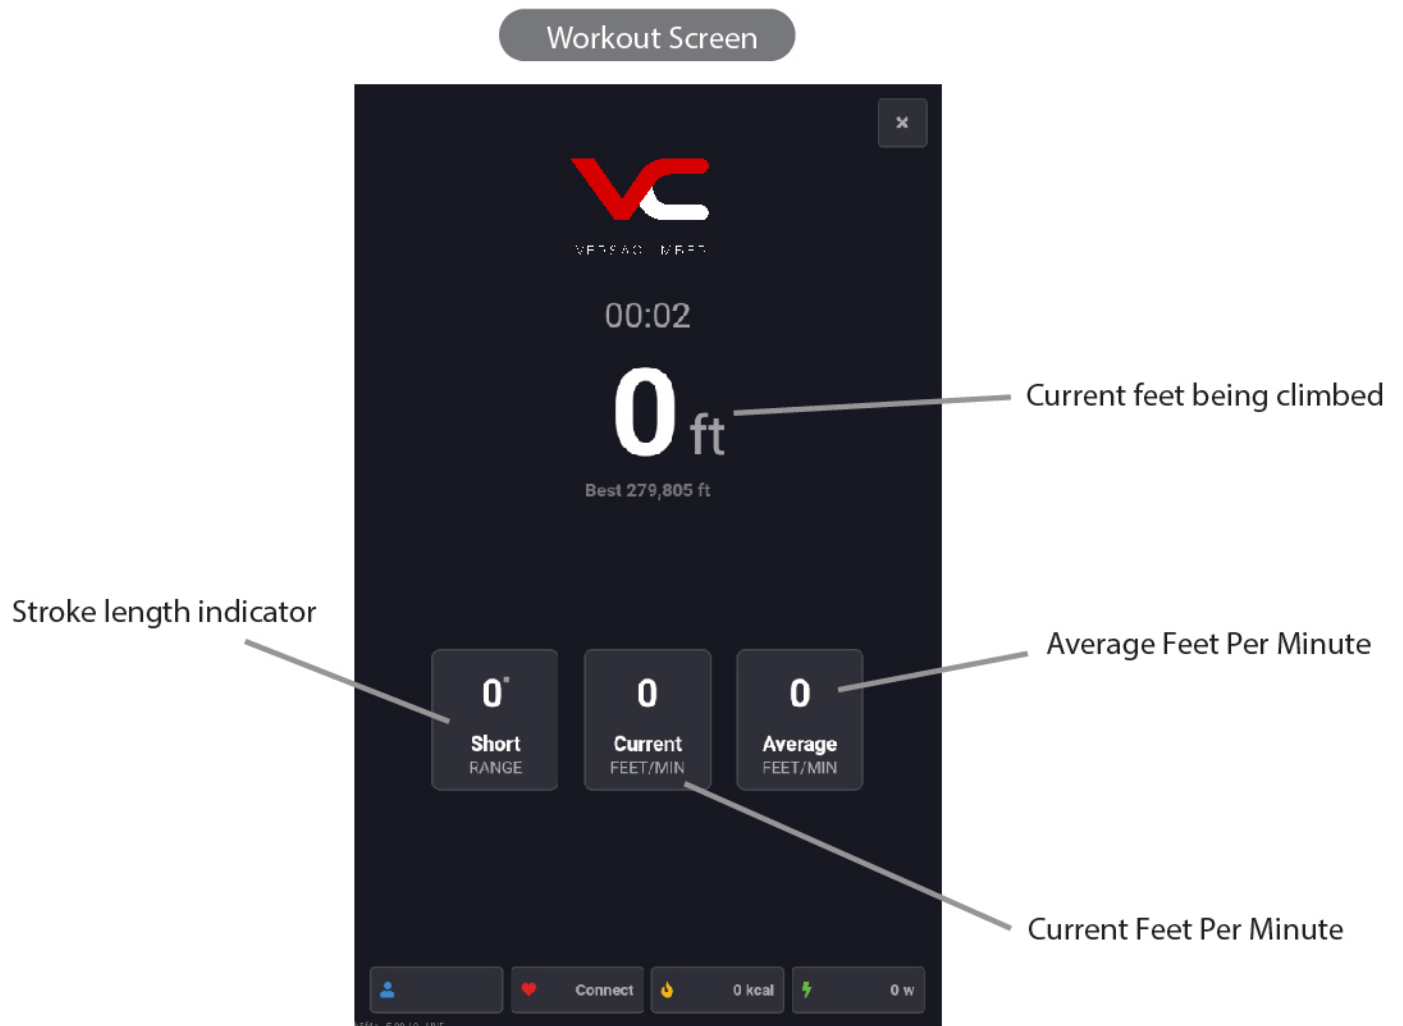 Workout Screen
×
VERSACLIMBER
00:02
0 ft
Current feet being climbed
Best 279,805 ft
Stroke length indicator
Average Feet Per Minute
0" 0 0
Short Current Average
RANGE FEET/MIN FEET/MIN
Current Feet Per Minute
Connect 0 kcal 0 w